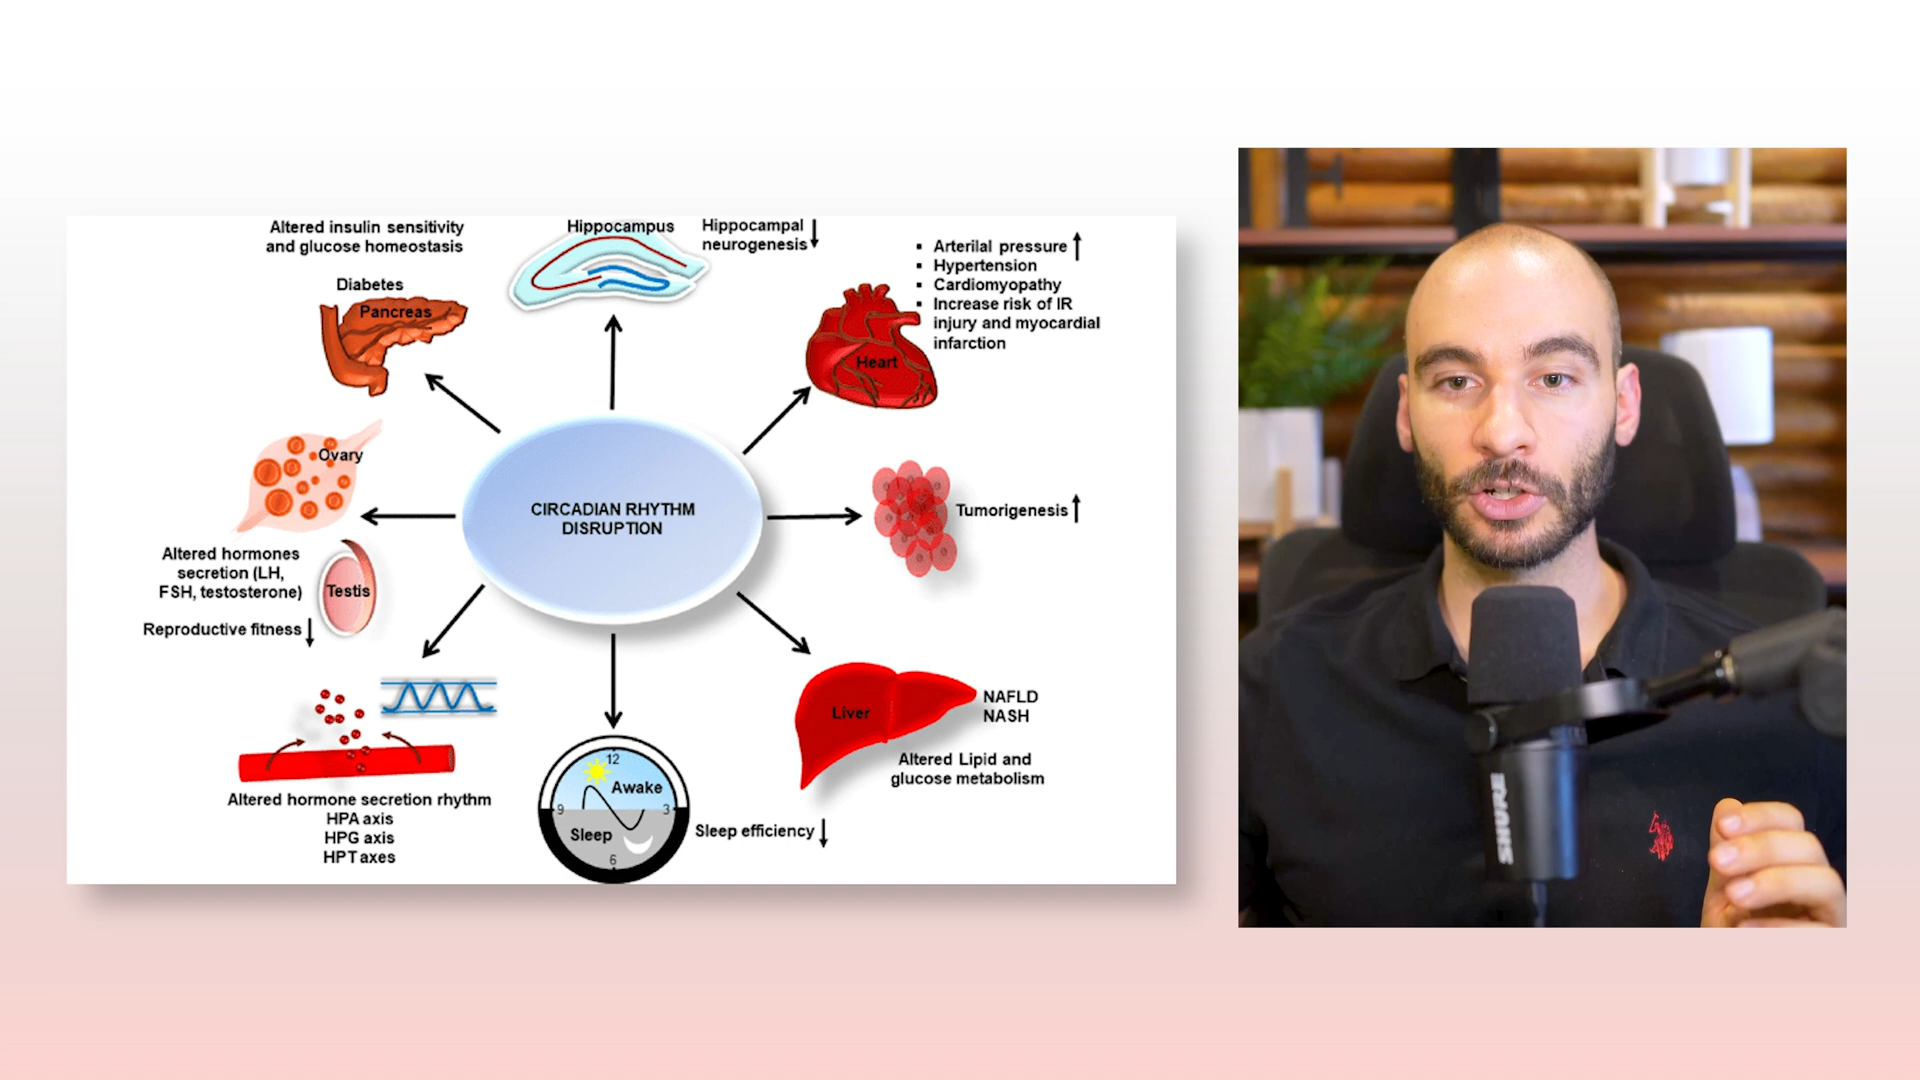 Altered insulin sensitivity
and glucose homeostasis
Diabetes
Pancreas
Hippocampus
Hippocampal
neurogenesis
Arterilal pressure
Hypertension
Cardiomyopathy
Increase risk of IR
injury and myocardial
infarction
Heart
Ovary
CIRCADIAN RHYTHM
DISRUPTION
Tumorigenesis
Altered hormones
secretion (LH,
FSH, testosterone)
Testis
Reproductive fitness
Liver
NAFLD
NASH
Altered Lipid and
glucose metabolism
Altered hormone secretion rhythm
HPA axis
HPG axis
HPT axes
12
Awake
9
3
Sleep
6
Sleep efficiency
SHURE